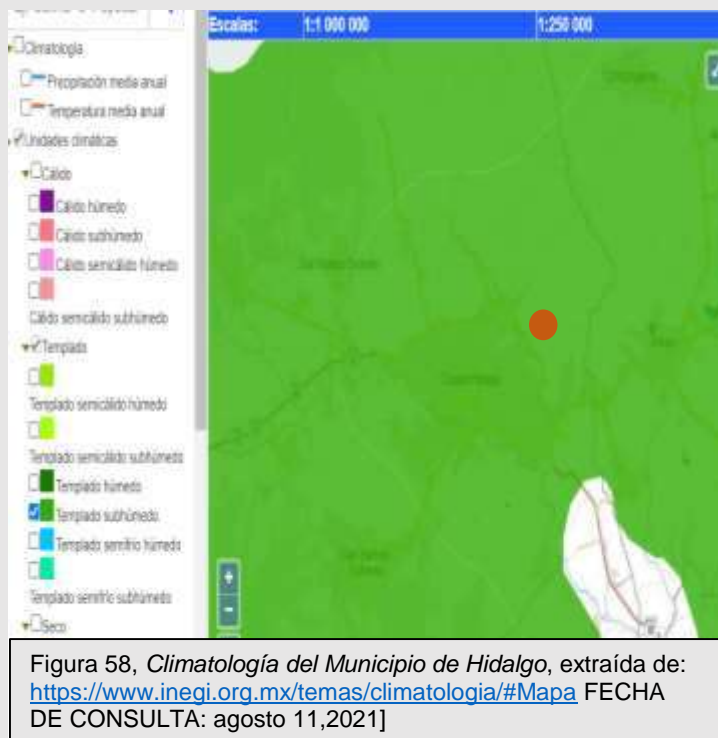 Escalas: 1:1 000 000 1:250 000
Climatología
Precipitación media anual
Temperatura media anual
Unidades climáticas
Cálido
Cálido húmedo
Cálido subhúmedo
Cálido semicálido húmedo
Cálido semicálido subhúmedo
Templado
Templado semicálido húmedo
Templado semicálido subhúmedo
Templado húmedo
Templado subhúmedo
Templado semifrío húmedo
Templado semifrío subhúmedo
Seco
+
−
Figura 58, Climatología del Municipio de Hidalgo, extraída de:
https://www.inegi.org.mx/temas/climatologia/#Mapa FECHA
DE CONSULTA: agosto 11,2021]